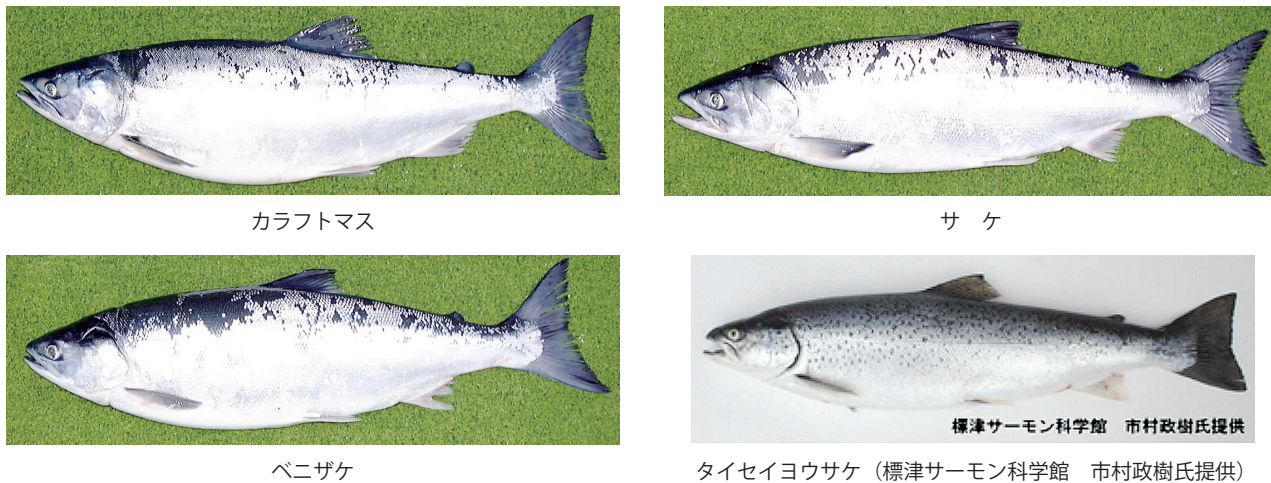 カラフトマス
サ　ケ
ベニザケ
標津サーモン科学館　市村政樹氏提供
タイセイヨウサケ（標津サーモン科学館　市村政樹氏提供）